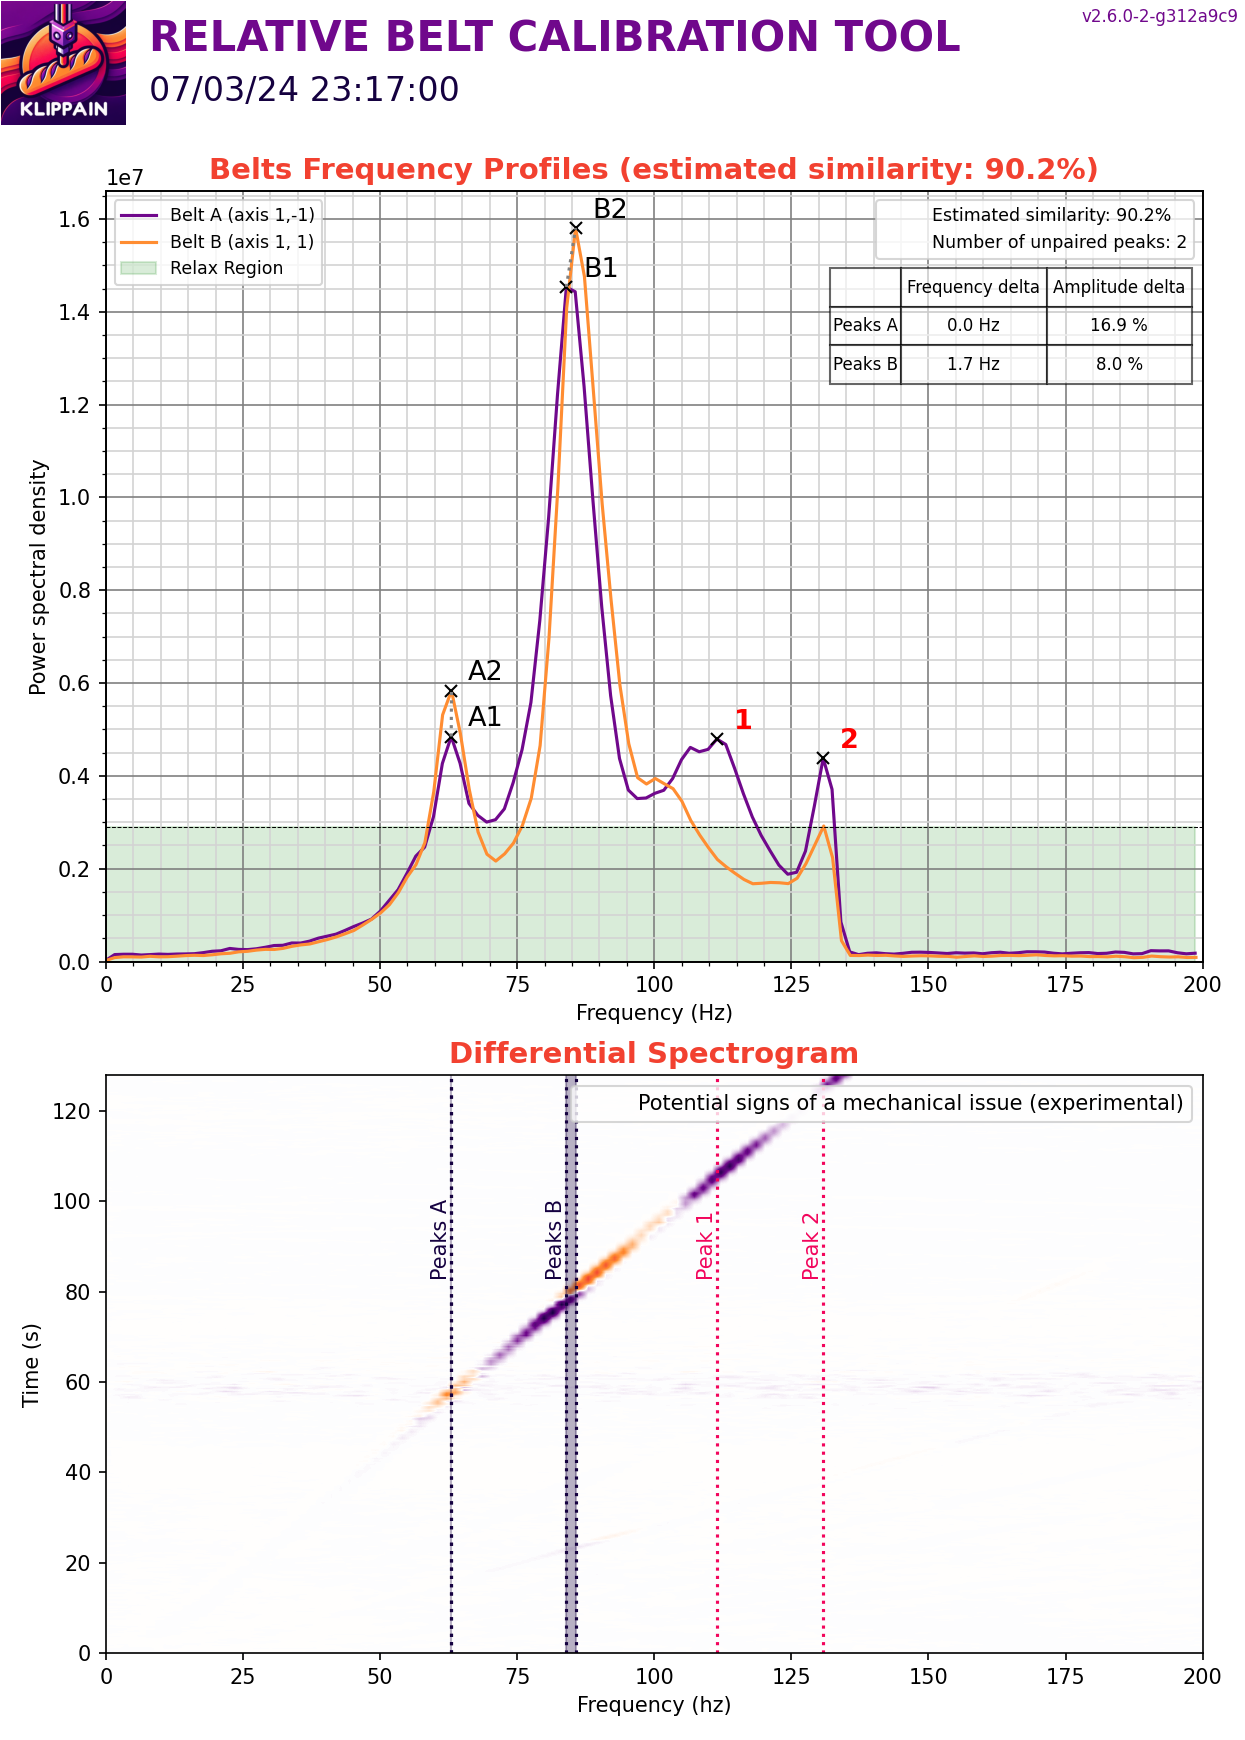 KLIPPAIN
RELATIVE BELT CALIBRATION TOOL
v2.6.0-2-g312a9c9
07/03/24 23:17:00
Belts Frequency Profiles (estimated similarity: 90.2%)
1e7
Belt A (axis 1,-1)
Belt B (axis 1, 1)
Relax Region
Estimated similarity: 90.2%
Number of unpaired peaks: 2
Frequency delta Amplitude delta
Peaks A 0.0 Hz 16.9 %
Peaks B 1.7 Hz 8.0 %
B2
B1
A2
A1
1
2
Power spectral density
1.6
1.4
1.2
1.0
0.8
0.6
0.4
0.2
0.0
0 25 50 75 100 125 150 175 200
Frequency (Hz)
Differential Spectrogram
Potential signs of a mechanical issue (experimental)
Peaks A
Peaks B
Peak 1
Peak 2
Time (s)
120
100
80
60
40
20
0
0 25 50 75 100 125 150 175 200
Frequency (hz)